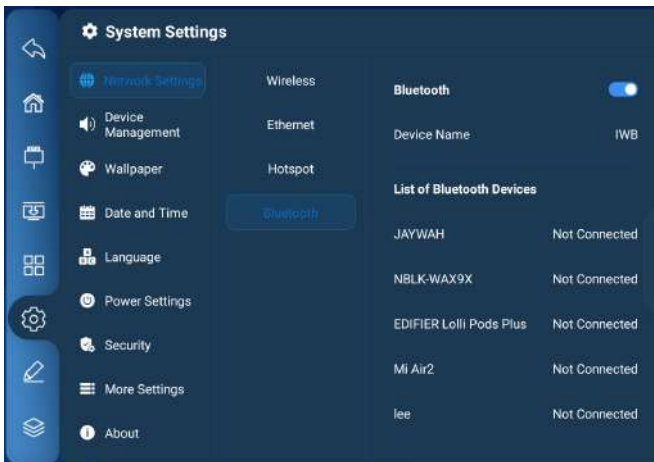 System Settings
Network Settings
Device
Management
Wallpaper
Date and Time
Language
Power Settings
Security
More Settings
About
Wireless
Ethernet
Hotspot
Bluetooth
Bluetooth
Device Name IWB
List of Bluetooth Devices
JAYWAH Not Connected
NBLK-WAX9X Not Connected
EDIFIER Lolli Pods Plus Not Connected
Mi Air2 Not Connected
lee Not Connected